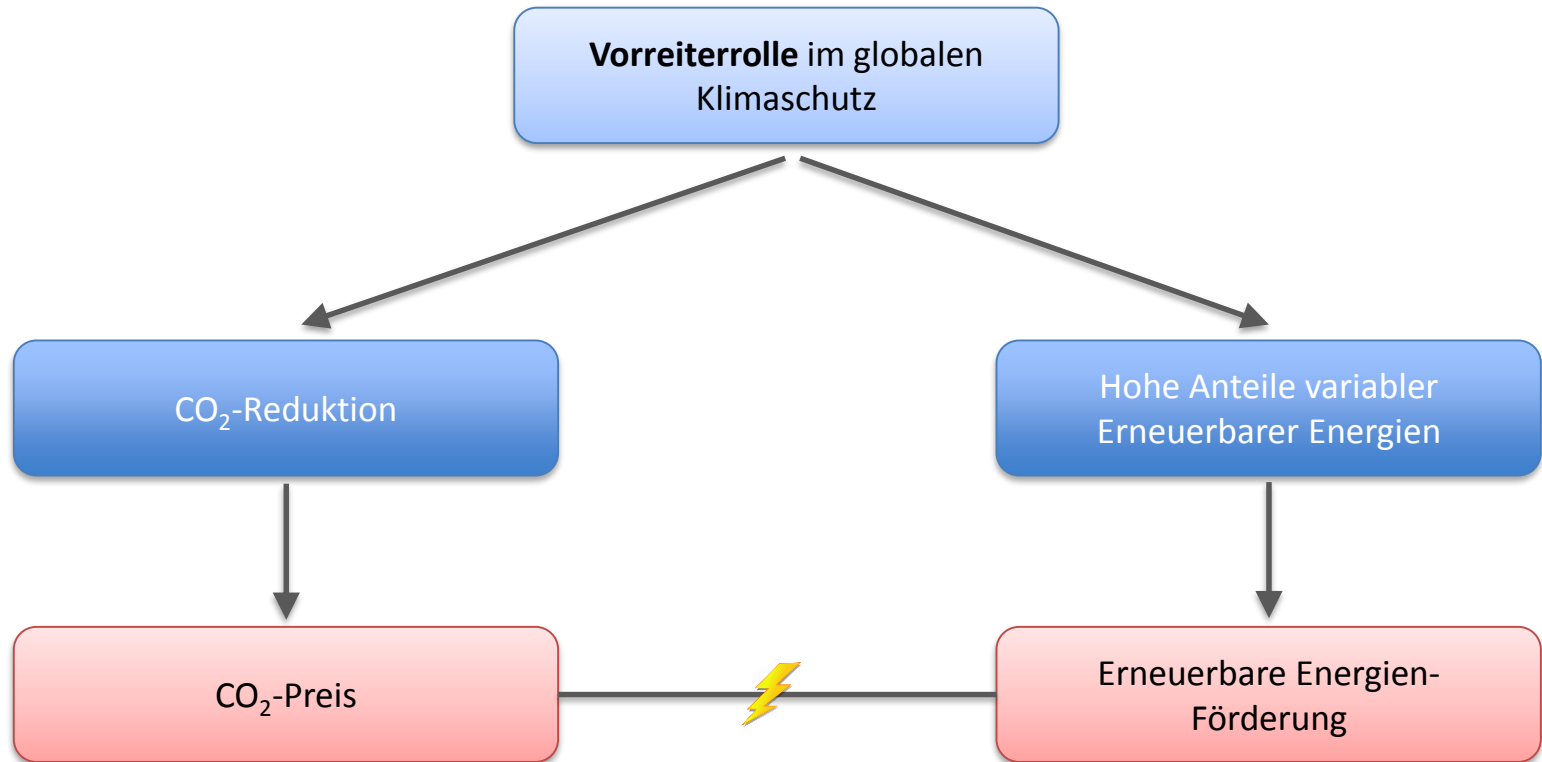 Vorreiterrolle im globalen
Klimaschutz
CO₂-Reduktion
Hohe Anteile variabler
Erneuerbarer Energien
CO₂-Preis
Erneuerbare Energien-
Förderung